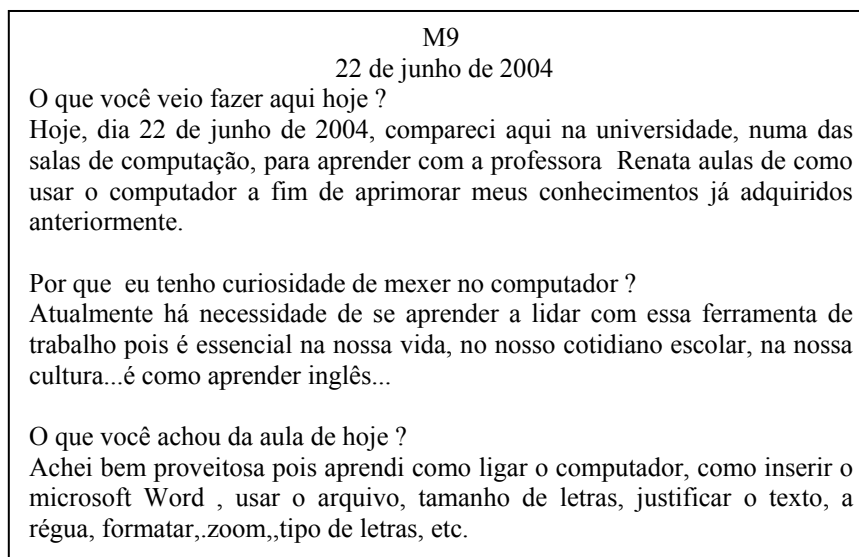 M9
22 de junho de 2004
O que você veio fazer aqui hoje ?
Hoje, dia 22 de junho de 2004, compareci aqui na universidade, numa das
salas de computação, para aprender com a professora  Renata aulas de como
usar o computador a fim de aprimorar meus conhecimentos já adquiridos
anteriormente.
Por que  eu tenho curiosidade de mexer no computador ?
Atualmente há necessidade de se aprender a lidar com essa ferramenta de
trabalho pois é essencial na nossa vida, no nosso cotidiano escolar, na nossa
cultura...é como aprender inglês...
O que você achou da aula de hoje ?
Achei bem proveitosa pois aprendi como ligar o computador, como inserir o
microsoft Word , usar o arquivo, tamanho de letras, justificar o texto, a
régua, formatar,.zoom,,tipo de letras, etc.